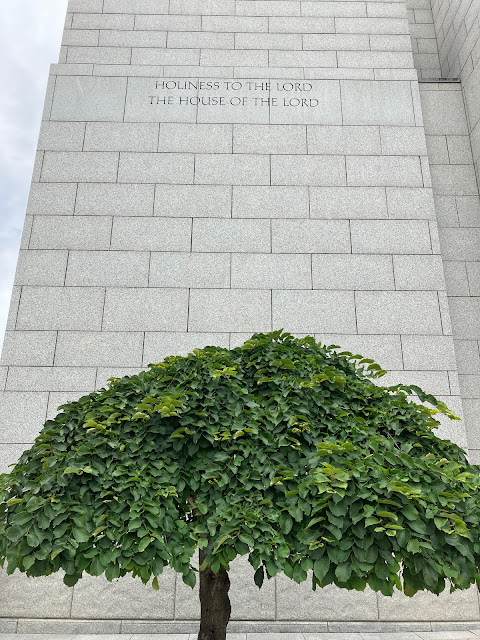 HOLINESS TO THE LORD
THE HOUSE OF THE LORD